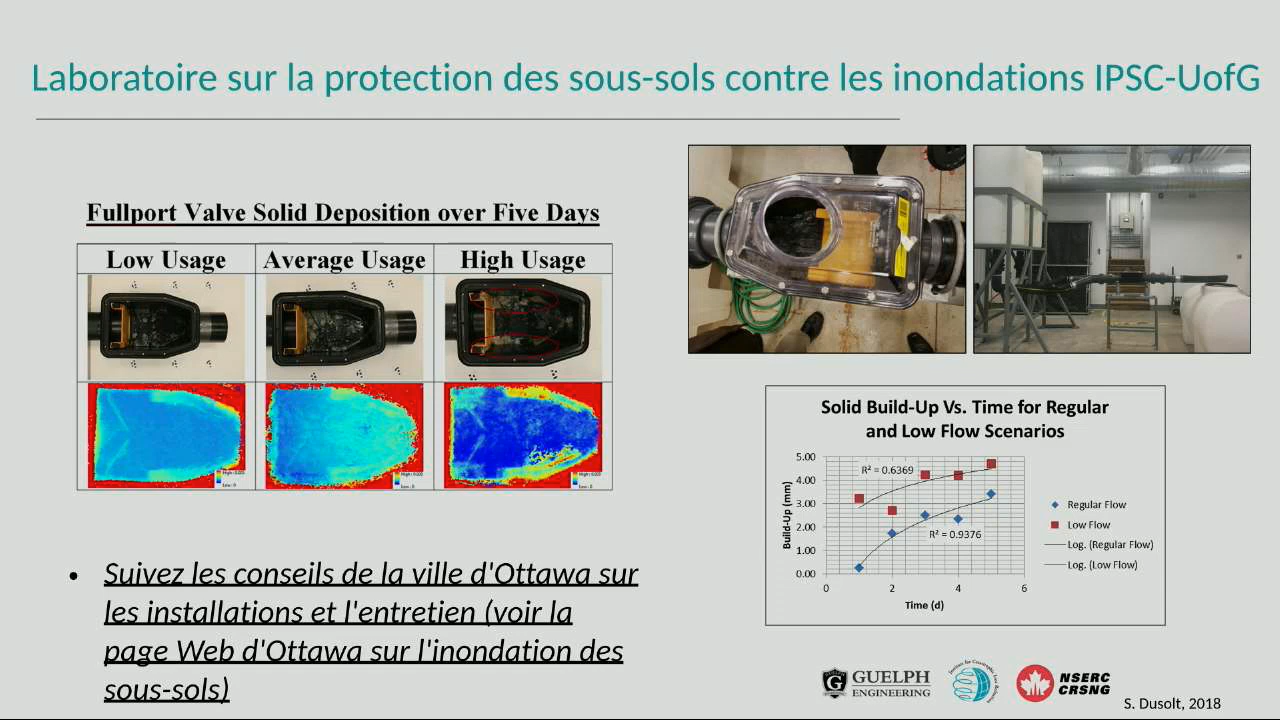 Laboratoire sur la protection des sous-sols contre les inondations IPSC-UofG
Fullport Valve Solid Deposition over Five Days
Low Usage
Average Usage
High Usage
• Suivez les conseils de la ville d'Ottawa sur
les installations et l'entretien (voir la
page Web d'Ottawa sur l'inondation des
sous-sols)
Solid Build-Up Vs. Time for Regular
and Low Flow Scenarios
Build-Up (mm)
5.00
4.00
3.00
2.00
1.00
0.00
R² = 0.6369
R² = 0.9376
0 2 4 6
Time (d)
Regular Flow
Low Flow
Log. (Regular Flow)
Log. (Low Flow)
GUELPH
ENGINEERING
NSERC
CRSNG
S. Dusolt, 2018